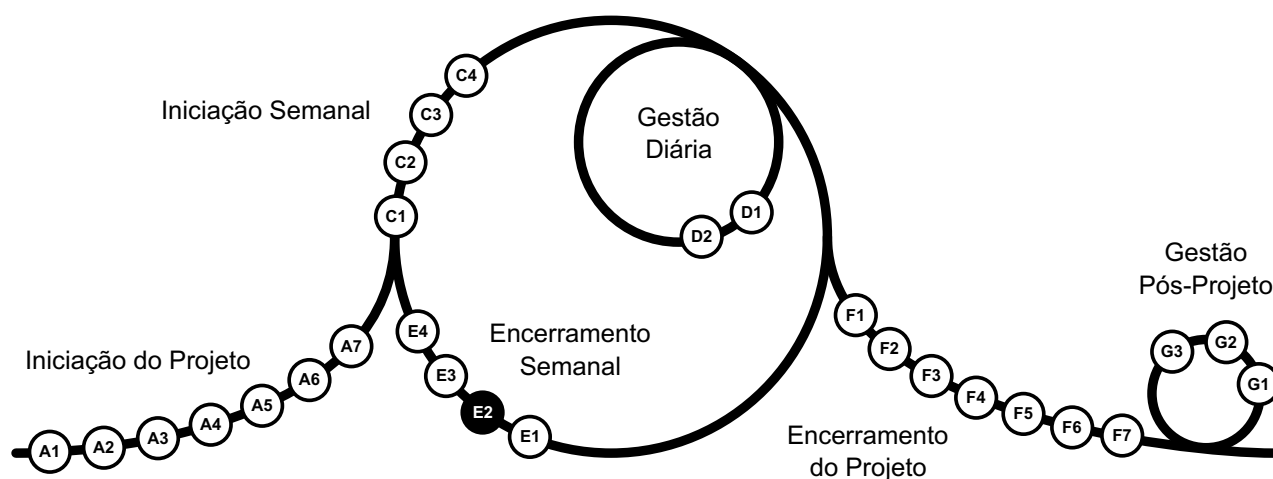 C4
Iniciação Semanal
C3
C2
C1
Gestão
Diária
D1
D2
Gestão
Pós-Projeto
Iniciação do Projeto
A1
A2
A3
A4
A5
A6
A7
Encerramento
Semanal
E4
E3
E2
E1
F1
F2
F3
F4
F5
F6
F7
Encerramento
do Projeto
G3
G2
G1